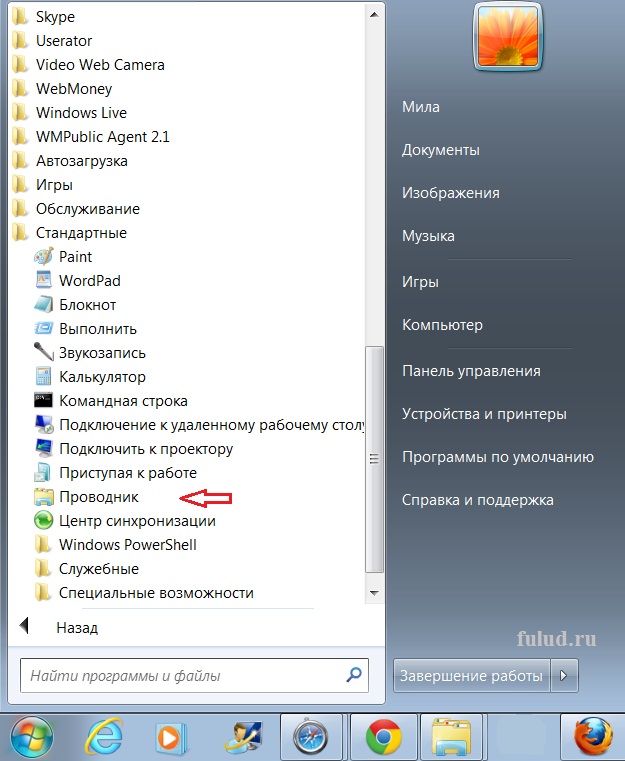 Skype
Userator
Video Web Camera
WebMoney
Windows Live
WMPublic Agent 2.1
Автозагрузка
Игры
Обслуживание
Стандартные
Paint
WordPad
Блокнот
Выполнить
Звукозапись
Калькулятор
Командная строка
Подключение к удаленному рабочему столу
Подключить к проектору
Приступая к работе
Проводник
Центр синхронизации
Windows PowerShell
Служебные
Специальные возможности
Назад
Найти программы и файлы
Мила
Документы
Изображения
Музыка
Игры
Компьютер
Панель управления
Устройства и принтеры
Программы по умолчанию
Справка и поддержка
fulud.ru
Завершение работы